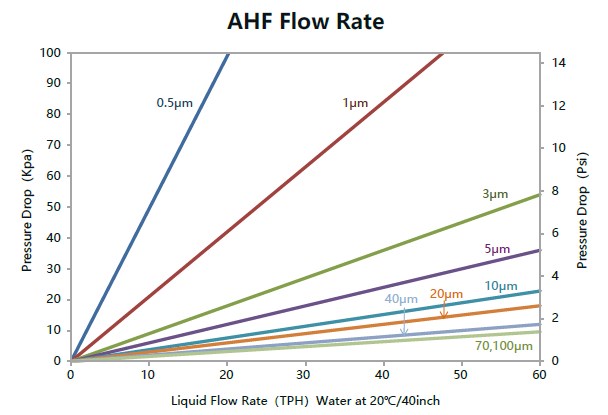 AHF Flow Rate
100
90
80
70
60
50
40
30
20
10
0
14
12
10
8
6
4
2
0
0.5μm
1μm
3μm
5μm
10μm
20μm
40μm
70,100μm
0 10 20 30 40 50 60
Pressure Drop（Kpa）
Pressure Drop（Psi）
Liquid Flow Rate（TPH）Water at 20℃/40inch